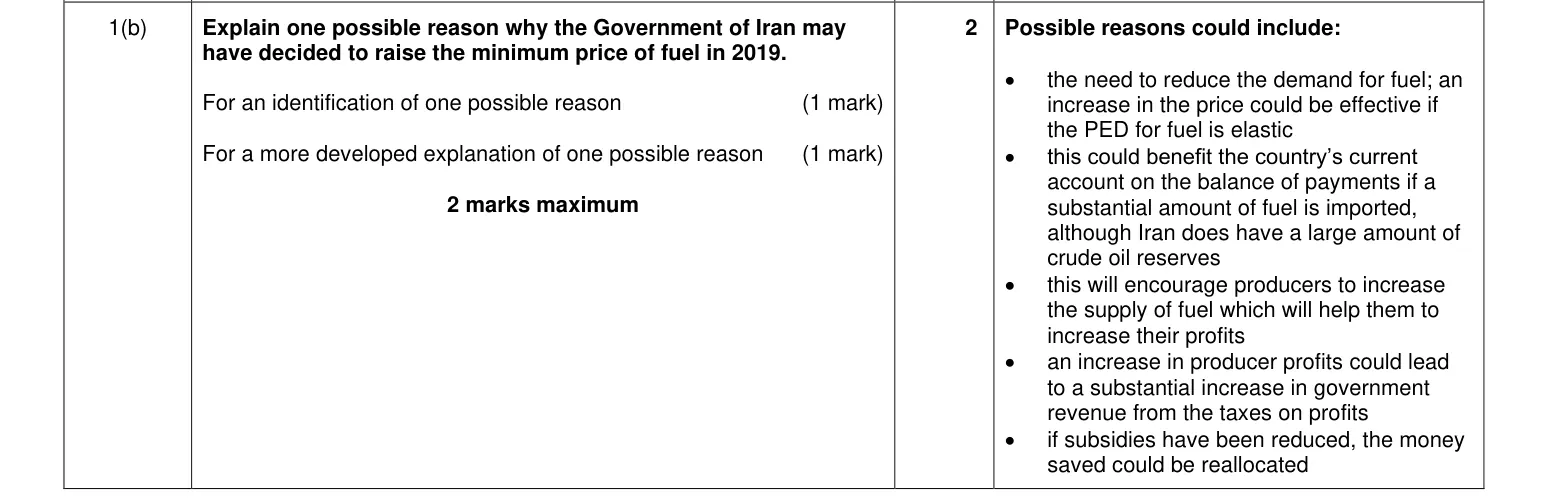 1(b)
Explain one possible reason why the Government of Iran may
have decided to raise the minimum price of fuel in 2019.
For an identification of one possible reason (1 mark)
For a more developed explanation of one possible reason (1 mark)
2 marks maximum
2
Possible reasons could include:
• the need to reduce the demand for fuel; an
increase in the price could be effective if
the PED for fuel is elastic
• this could benefit the country’s current
account on the balance of payments if a
substantial amount of fuel is imported,
although Iran does have a large amount of
crude oil reserves
• this will encourage producers to increase
the supply of fuel which will help them to
increase their profits
• an increase in producer profits could lead
to a substantial increase in government
revenue from the taxes on profits
• if subsidies have been reduced, the money
saved could be reallocated